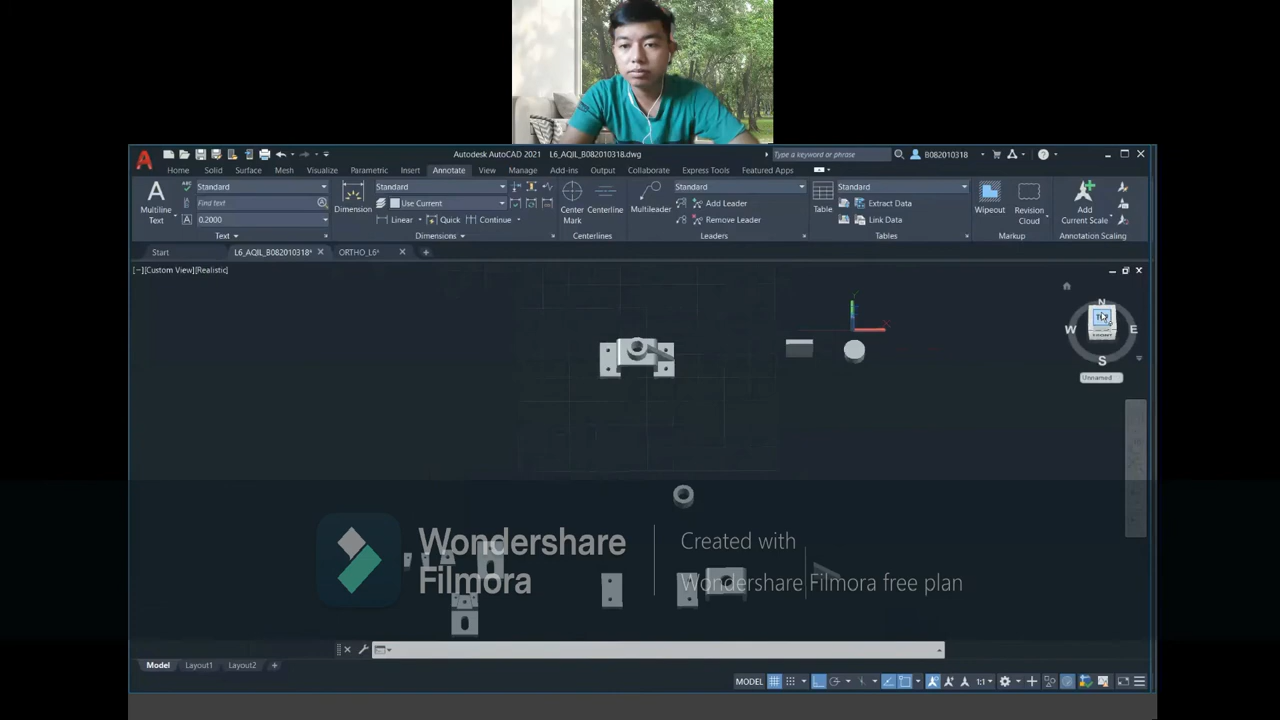 Autodesk AutoCAD 2021 L6_AQIL_B082010318.dwg
Type a keyword or phrase
B082010318
Home Solid Surface Mesh Visualize Parametric Insert Annotate View Manage Add-ins Output Collaborate Express Tools Featured Apps
A
Multiline
Text
Standard
Find text
0.2000
Text
Dimension
Standard
Use Current
Linear Quick Continue
Dimensions
Center
Mark
Centerline
Centerlines
Multileader
Standard
Add Leader
Remove Leader
Leaders
Table
Standard
Extract Data
Link Data
Tables
Wipeout
Revision
Cloud
Markup
Add
Current Scale
Annotation Scaling
Start L6_AQIL_B082010318* ORTHO_L6*
[−][Custom View][Realistic]
N
W TOP E
FRONT
S
Unnamed
Y
X
Wondershare
Filmora
Created with
Wondershare Filmora free plan
Model Layout1 Layout2
MODEL 1:1